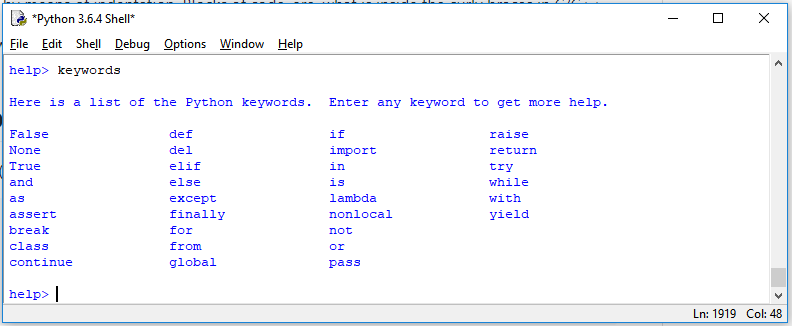 *Python 3.6.4 Shell*
File Edit Shell Debug Options Window Help
help> keywords
Here is a list of the Python keywords.  Enter any keyword to get more help.
False               def                 if                  raise
None                del                 import              return
True                elif                in                  try
and                 else                is                  while
as                  except              lambda              with
assert              finally             nonlocal            yield
break               for                 not
class               from                or
continue            global              pass
help>
Ln: 1919 Col: 48